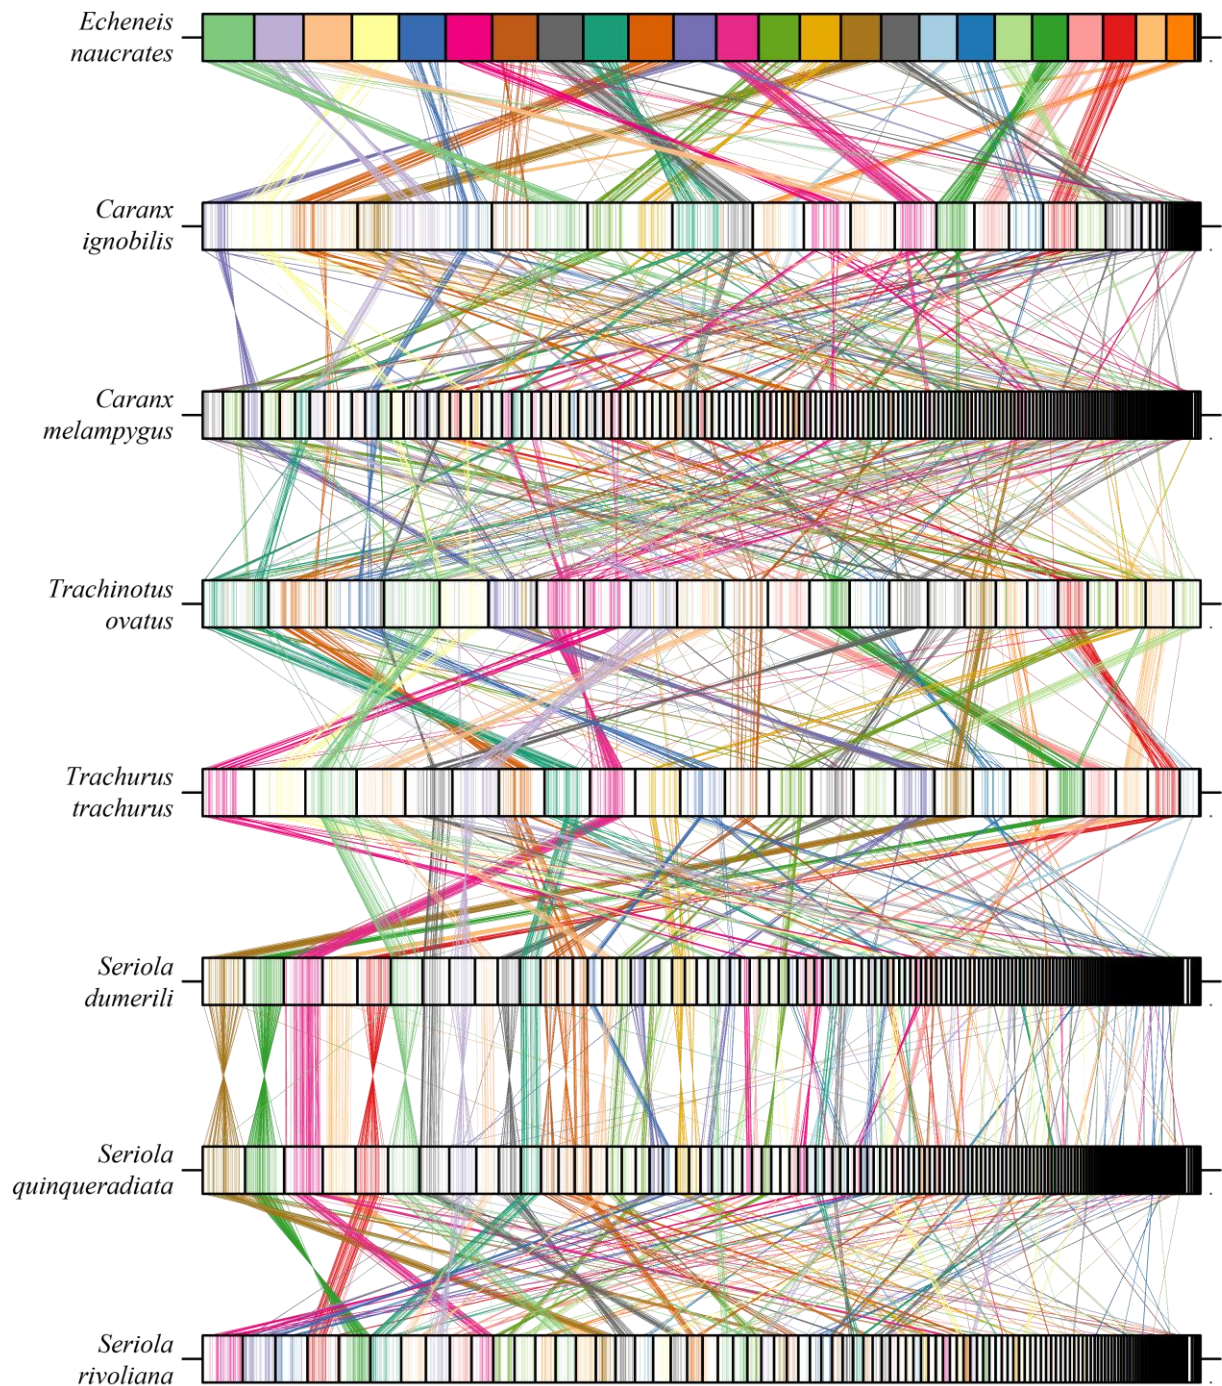 Echeneis
naucrates
Caranx
ignobilis
Caranx
melampygus
Trachinotus
ovatus
Trachurus
trachurus
Seriola
dumerili
Seriola
quinqueradiata
Seriola
rivoliana